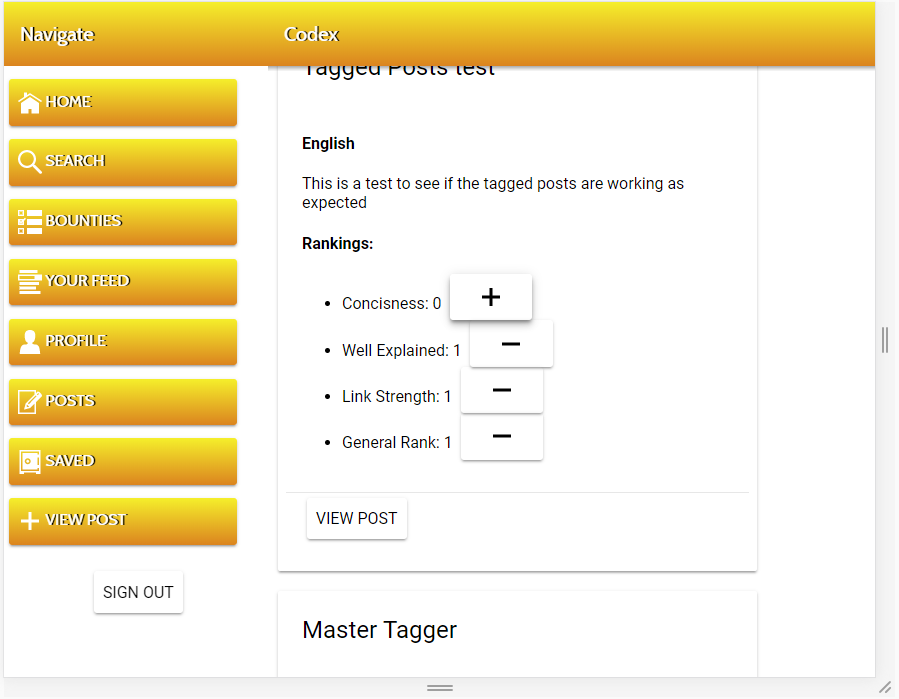 Navigate
Codex
HOME
SEARCH
BOUNTIES
YOUR FEED
PROFILE
POSTS
SAVED
VIEW POST
SIGN OUT
Tagged Posts test
English
This is a test to see if the tagged posts are working as
expected
Rankings:
• Concisness: 0 +
• Well Explained: 1 −
• Link Strength: 1 −
• General Rank: 1 −
VIEW POST
Master Tagger